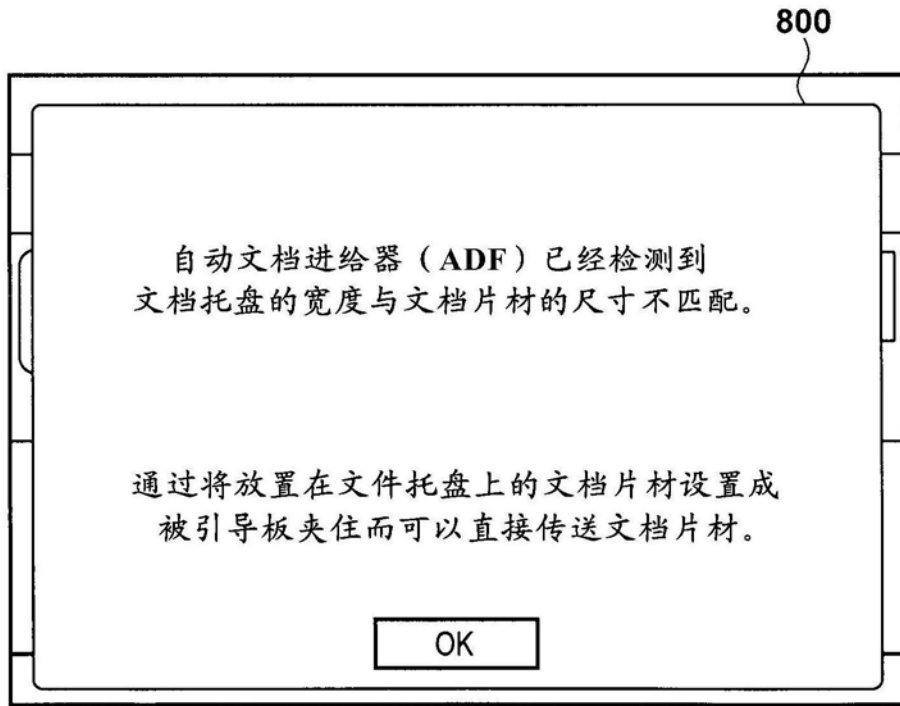 800
自动文档进给器（ADF）已经检测到
文档托盘的宽度与文档片材的尺寸不匹配。
通过将放置在文件托盘上的文档片材设置成
被引导板夹住而可以直接传送文档片材。
OK